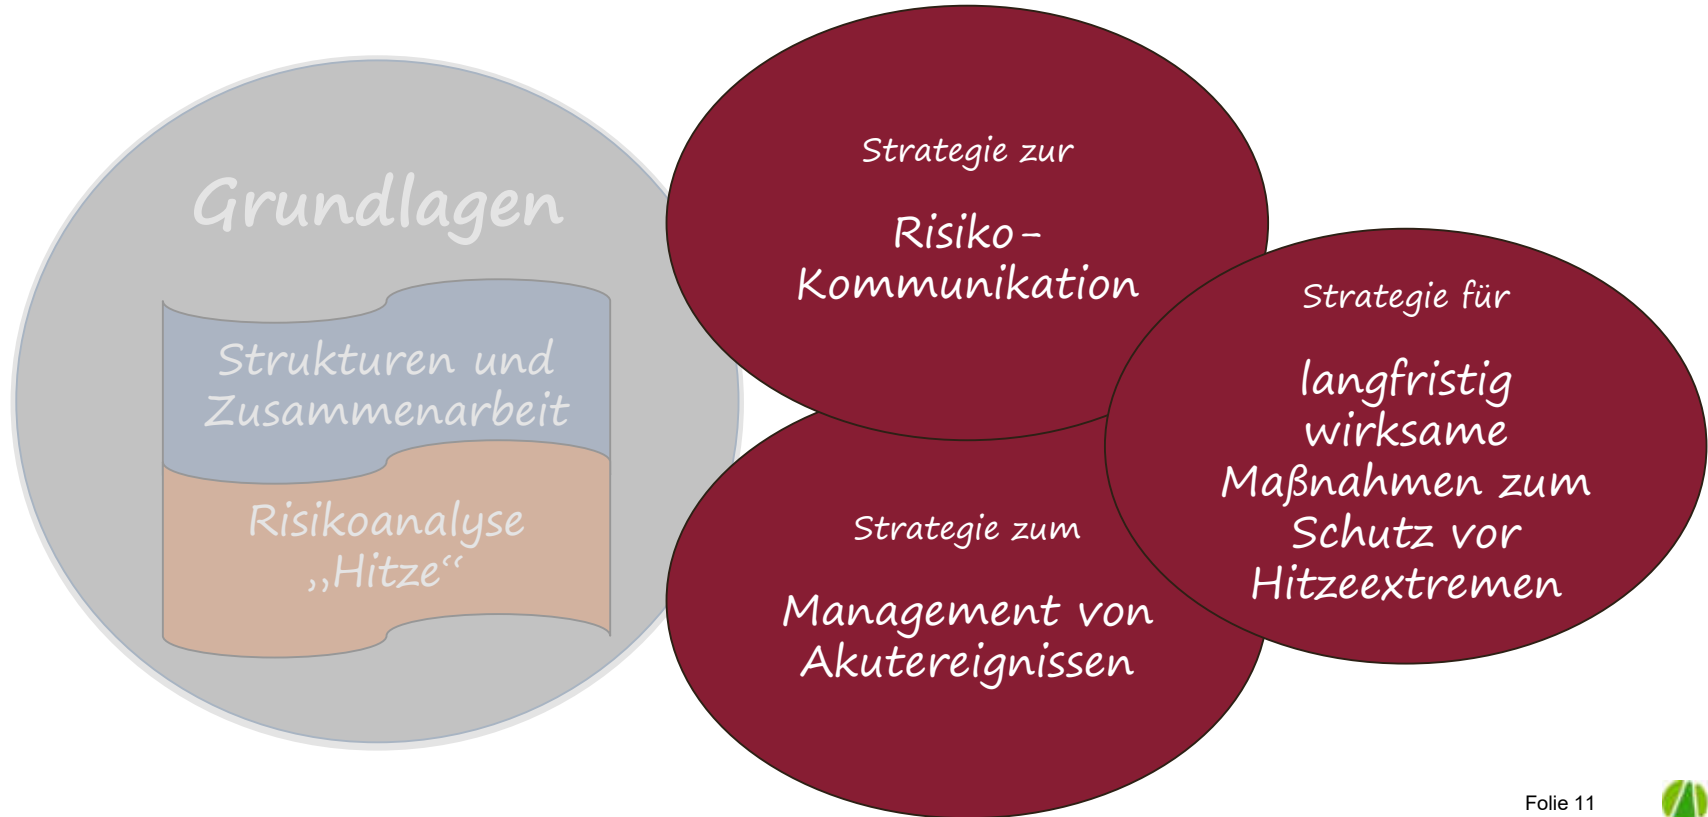 Grundlagen
Strukturen und
Zusammenarbeit
Risikoanalyse
„Hitze“
Strategie zur
Risiko-
Kommunikation
Strategie zum
Management von
Akutereignissen
Strategie für
langfristig
wirksame
Maßnahmen zum
Schutz vor
Hitzeextremen
Folie 11